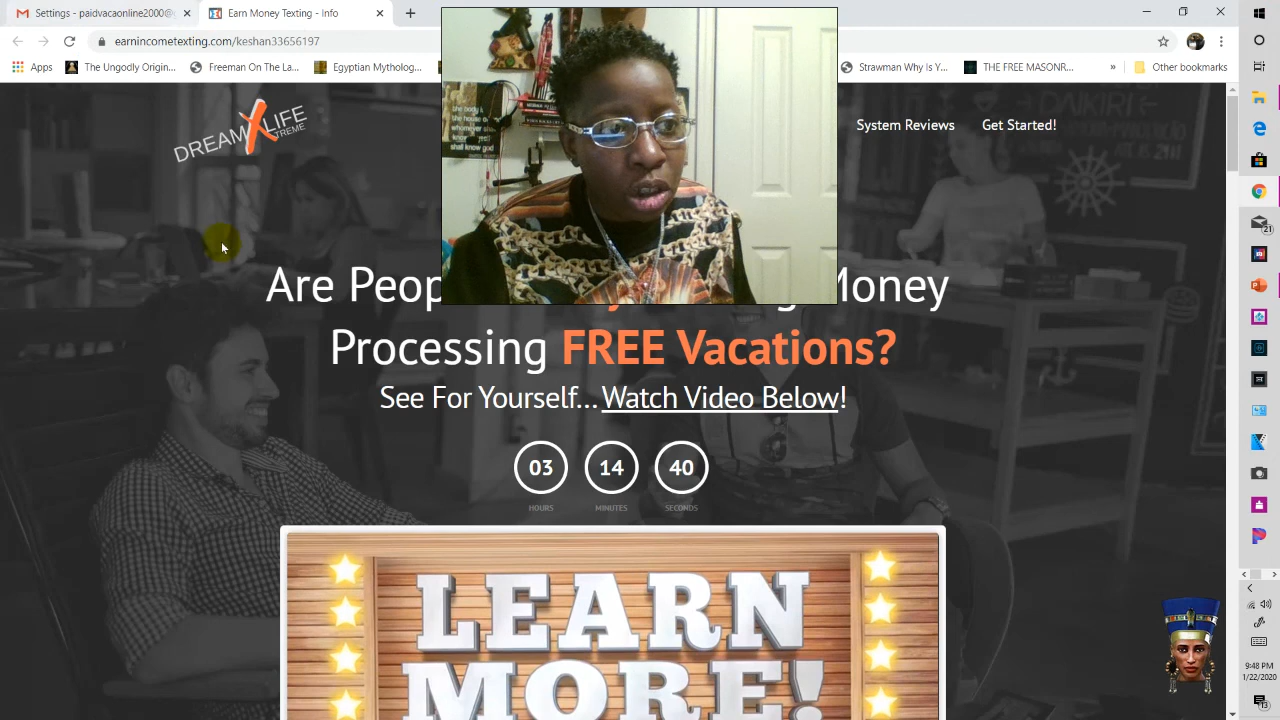 Settings - paidvacaonline2000@
Earn Money Texting - Info
earnincometexting.com/keshan33656197
Apps
The Ungodly Origin...
Freeman On The La...
Egyptian Mytholog...
Strawman Why Is Y...
THE FREE MASONR...
»
Other bookmarks
DREAM X LIFE
XTREME
System Reviews
Get Started!
Are Peop
Money
Processing FREE Vacations?
See For Yourself... Watch Video Below!
03 14 40
HOURS MINUTES SECONDS
LEARN
MORE!
21
9:48 PM
1/22/2020